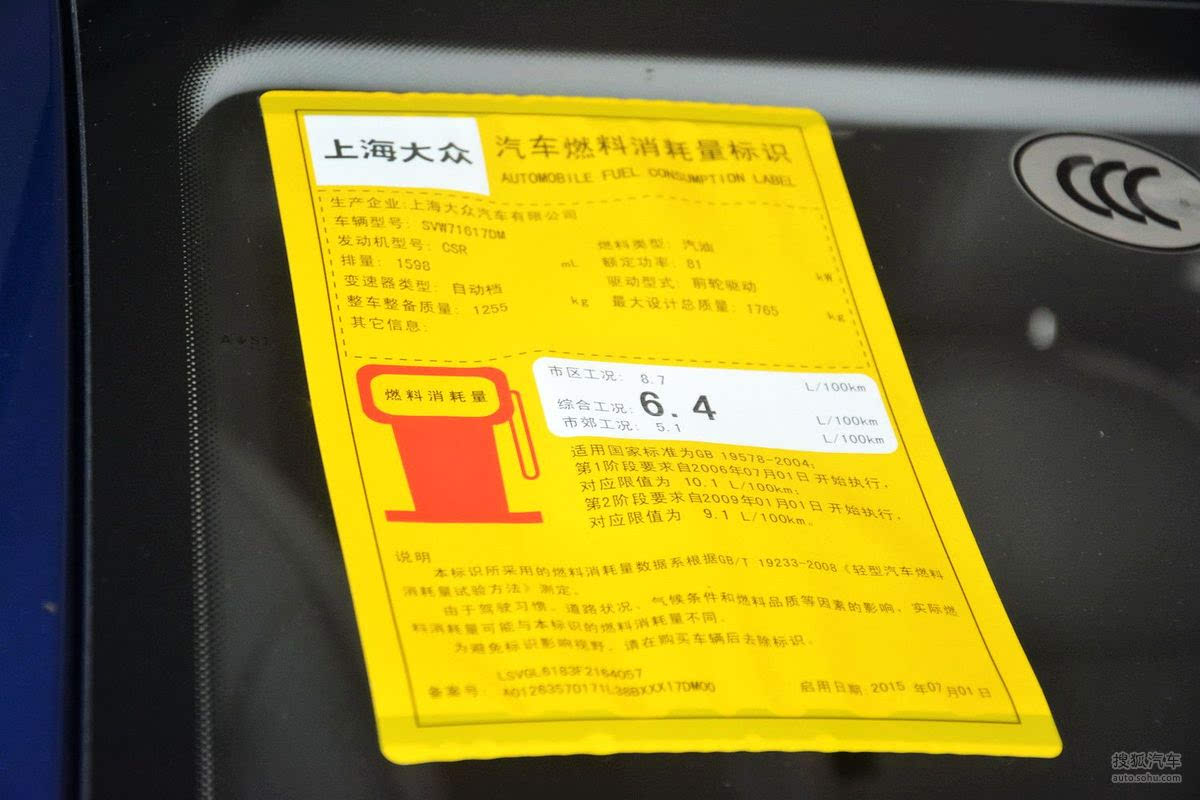 上海大众
汽车燃料消耗量标识
AUTOMOBILE FUEL CONSUMPTION LABEL
生产企业:上海大众汽车有限公司
车辆型号: SVW71617DM
发动机型号: CSR 燃料类型: 汽油
排量: 1598 mL 额定功率: 81 kW
变速器类型: 自动档 驱动型式: 前轮驱动
整车整备质量: 1255 kg 最大设计总质量: 1765 kg
其它信息:
燃料消耗量
市区工况: 8.7 L/100km
综合工况: 6.4 L/100km
市郊工况: 5.1 L/100km
适用国家标准为GB 19578-2004;
第1阶段要求自2006年07月01日 开始执行,
对应限值为 10.1 L/100km;
第2阶段要求自2009年01月01日 开始执行,
对应限值为 9.1 L/100km。
说明
本标识所采用的燃料消耗量数据系根据GB/T 19233-2008《轻型汽车燃料
消耗量试验方法》测定。
由于驾驶习惯、道路状况、气候条件和燃料品质等因素的影响,实际燃
料消耗量可能与本标识的燃料消耗量不同。
为避免标识影响视野,请在购买车辆后去除标识。
LSVGL6183F2164057
备案号: A01263570171L38BXXX17DM00 启用日期:2015 年07月01日
CCC
搜狐汽车
auto.sohu.com